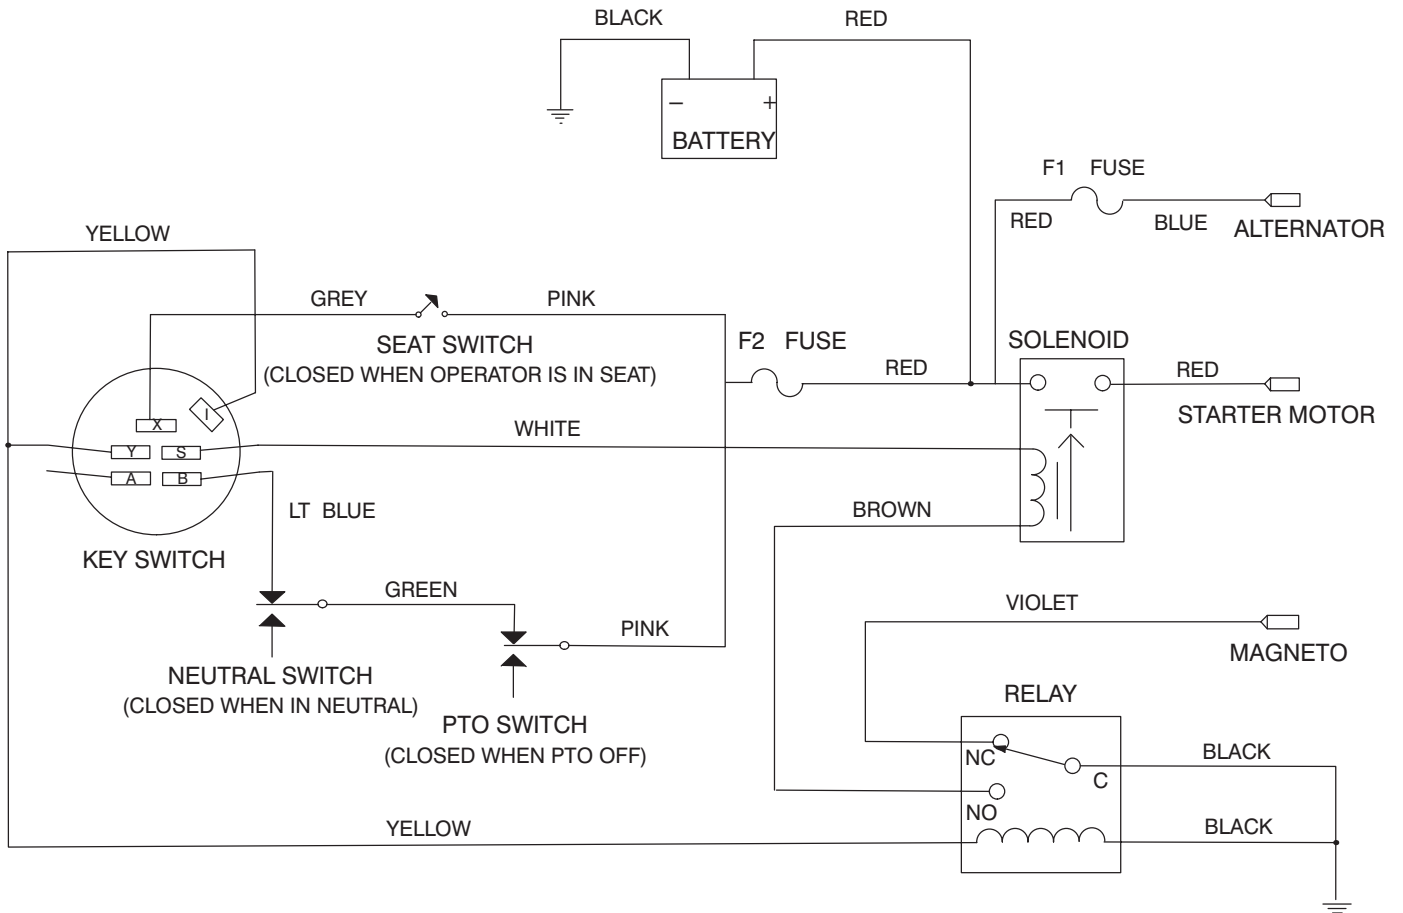 BLACK
RED
− +
BATTERY
F1 FUSE
RED
BLUE
ALTERNATOR
YELLOW
GREY
PINK
SEAT SWITCH
(CLOSED WHEN OPERATOR IS IN SEAT)
F2 FUSE
RED
SOLENOID
RED
STARTER MOTOR
X
I
Y
S
A
B
WHITE
LT BLUE
KEY SWITCH
BROWN
GREEN
PINK
NEUTRAL SWITCH
(CLOSED WHEN IN NEUTRAL)
PTO SWITCH
(CLOSED WHEN PTO OFF)
VIOLET
MAGNETO
RELAY
NC
C
NO
BLACK
YELLOW
BLACK